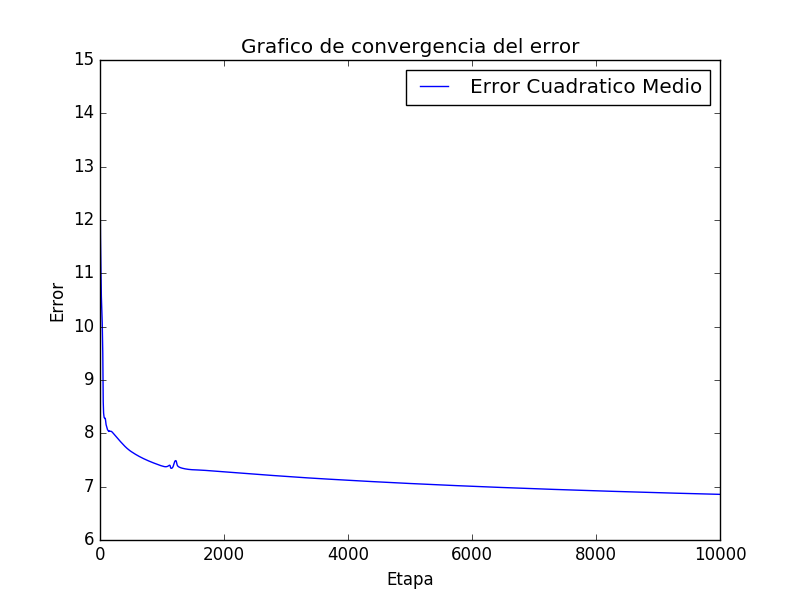 Grafico de convergencia del error
Error Cuadratico Medio
15
14
13
12
11
10
9
8
7
6
Error
0 2000 4000 6000 8000 10000
Etapa